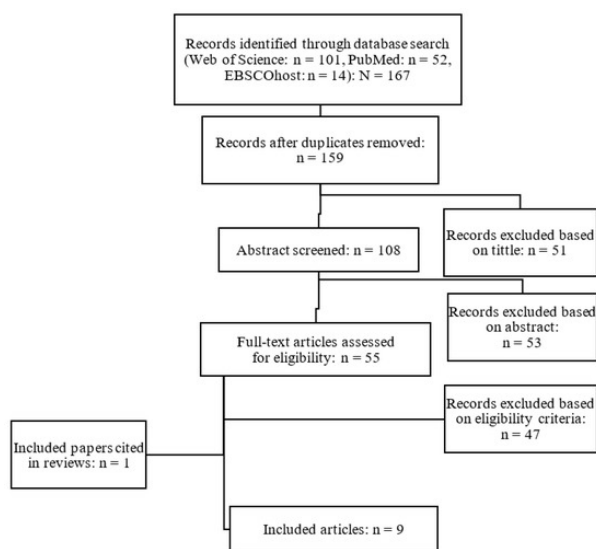 Records identified through database search
(Web of Science: n = 101, PubMed: n = 52,
EBSCOhost: n = 14): N = 167
Records after duplicates removed:
n = 159
Records excluded based
on tittle: n = 51
Abstract screened: n = 108
Records excluded based
on abstract:
n = 53
Full-text articles assessed
for eligibility: n = 55
Records excluded based
on eligibility criteria:
n = 47
Included papers cited
in reviews: n = 1
Included articles: n = 9